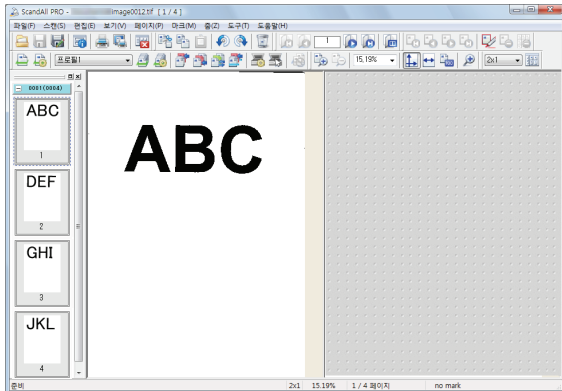 ScandAll PRO - image0012.tif [ 1 / 4 ]
파일(F) 스캔(S) 편집(E) 보기(V) 페이지(P) 마크(M) 줌(Z) 도구(T) 도움말(H)
1
프로필1 15.19% 2x1
0001(0004)
ABC
1
DEF
2
GHI
3
JKL
4
ABC
준비 2x1 15.19% 1 / 4 페이지 no mark